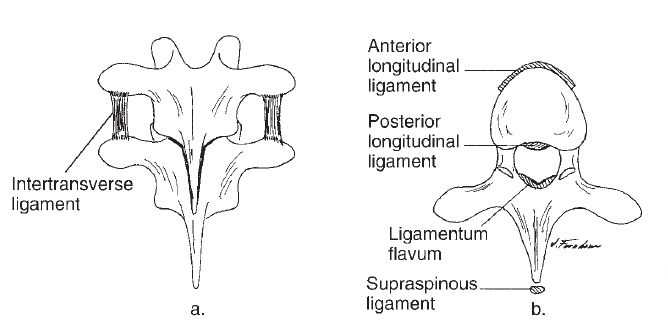 Intertransverse
ligament
a.
Anterior
longitudinal
ligament
Posterior
longitudinal
ligament
Ligamentum
flavum
Supraspinous
ligament
b.